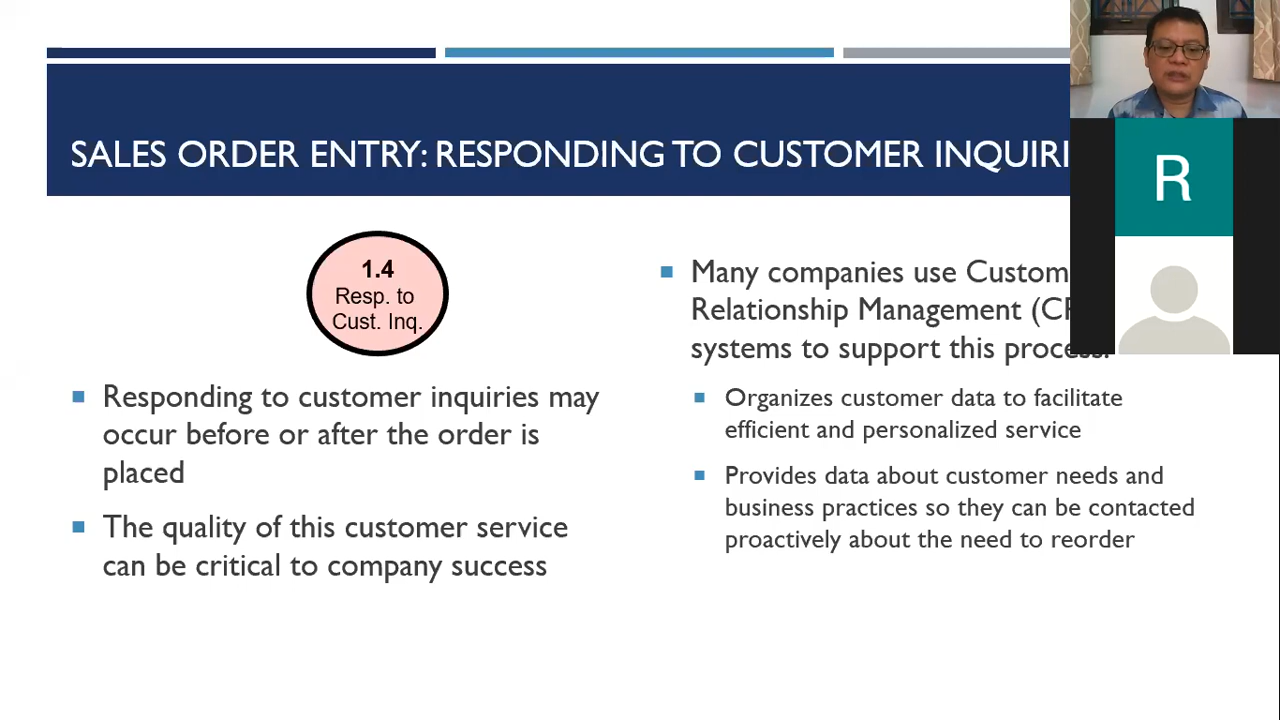 SALES ORDER ENTRY: RESPONDING TO CUSTOMER
R
1.4
Resp. to
Cust. Inq.
Responding to customer inquiries may
occur before or after the order is
placed
The quality of this customer service
can be critical to company success
Many companies use
Relationship Management
systems to support this process.
Organizes customer data to facilitate
efficient and personalized service
Provides data about customer needs and
business practices so they can be contacted
proactively about the need to reorder